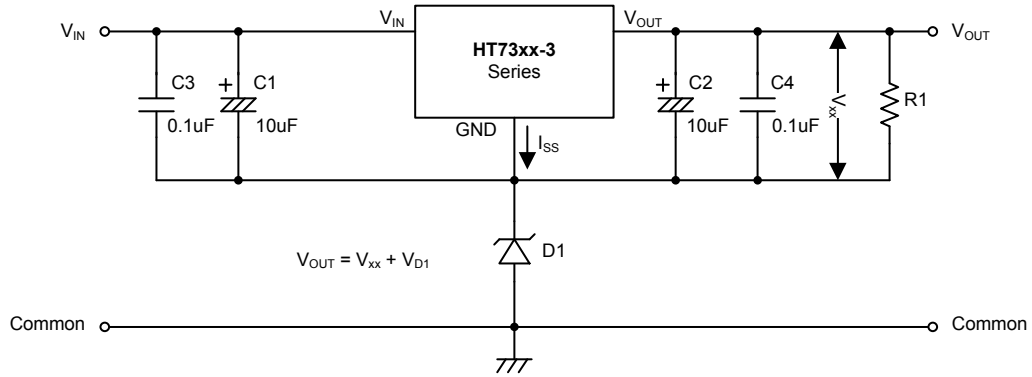 V_IN
V_IN
HT73xx-3
Series
V_OUT
V_OUT
C3
0.1uF
+
C1
10uF
GND
I_SS
+
C2
10uF
C4
0.1uF
V_xx
R1
V_OUT = V_xx + V_D1
D1
Common
Common